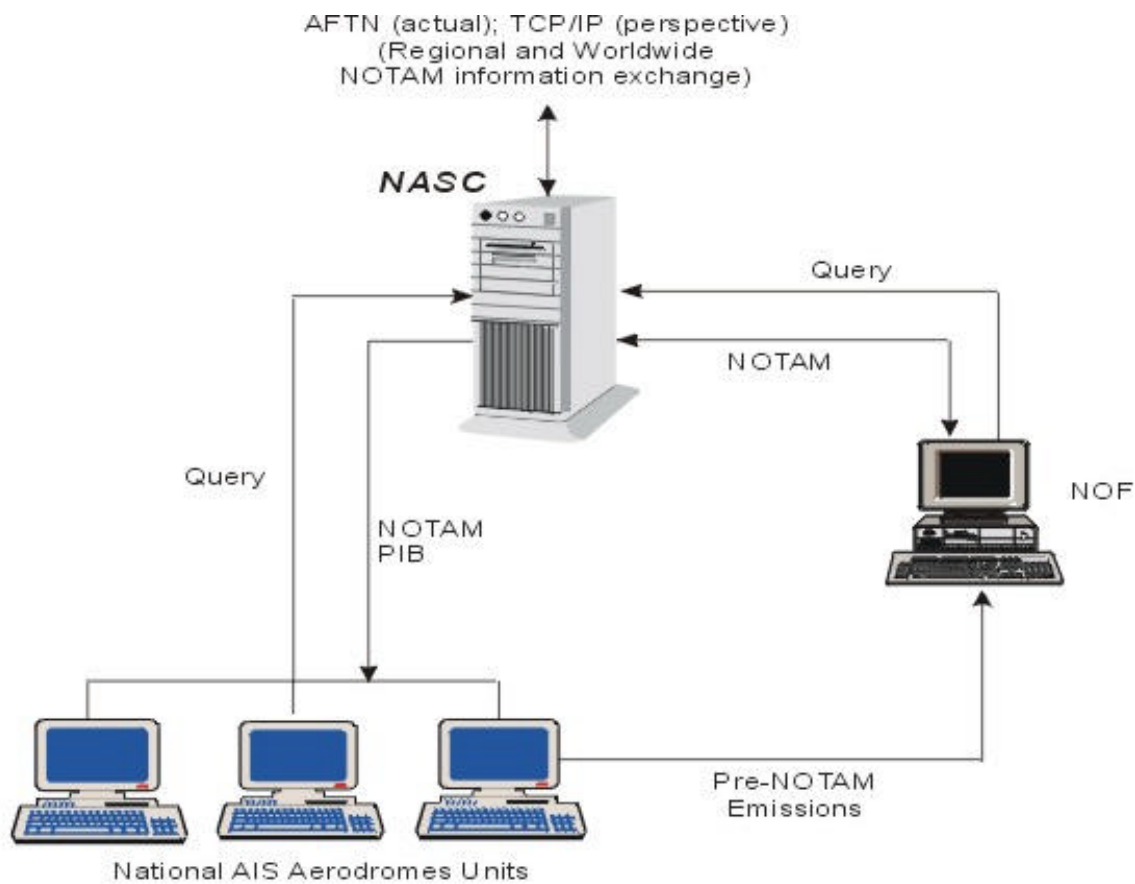 AFTN (actual); TCP/IP (perspective)
(Regional and Worldwide
NOTAM information exchange)
NASC
Query
NOTAM
Query
NOF
NOTAM
PIB
Pre-NOTAM
Emissions
National AIS Aerodromes Units